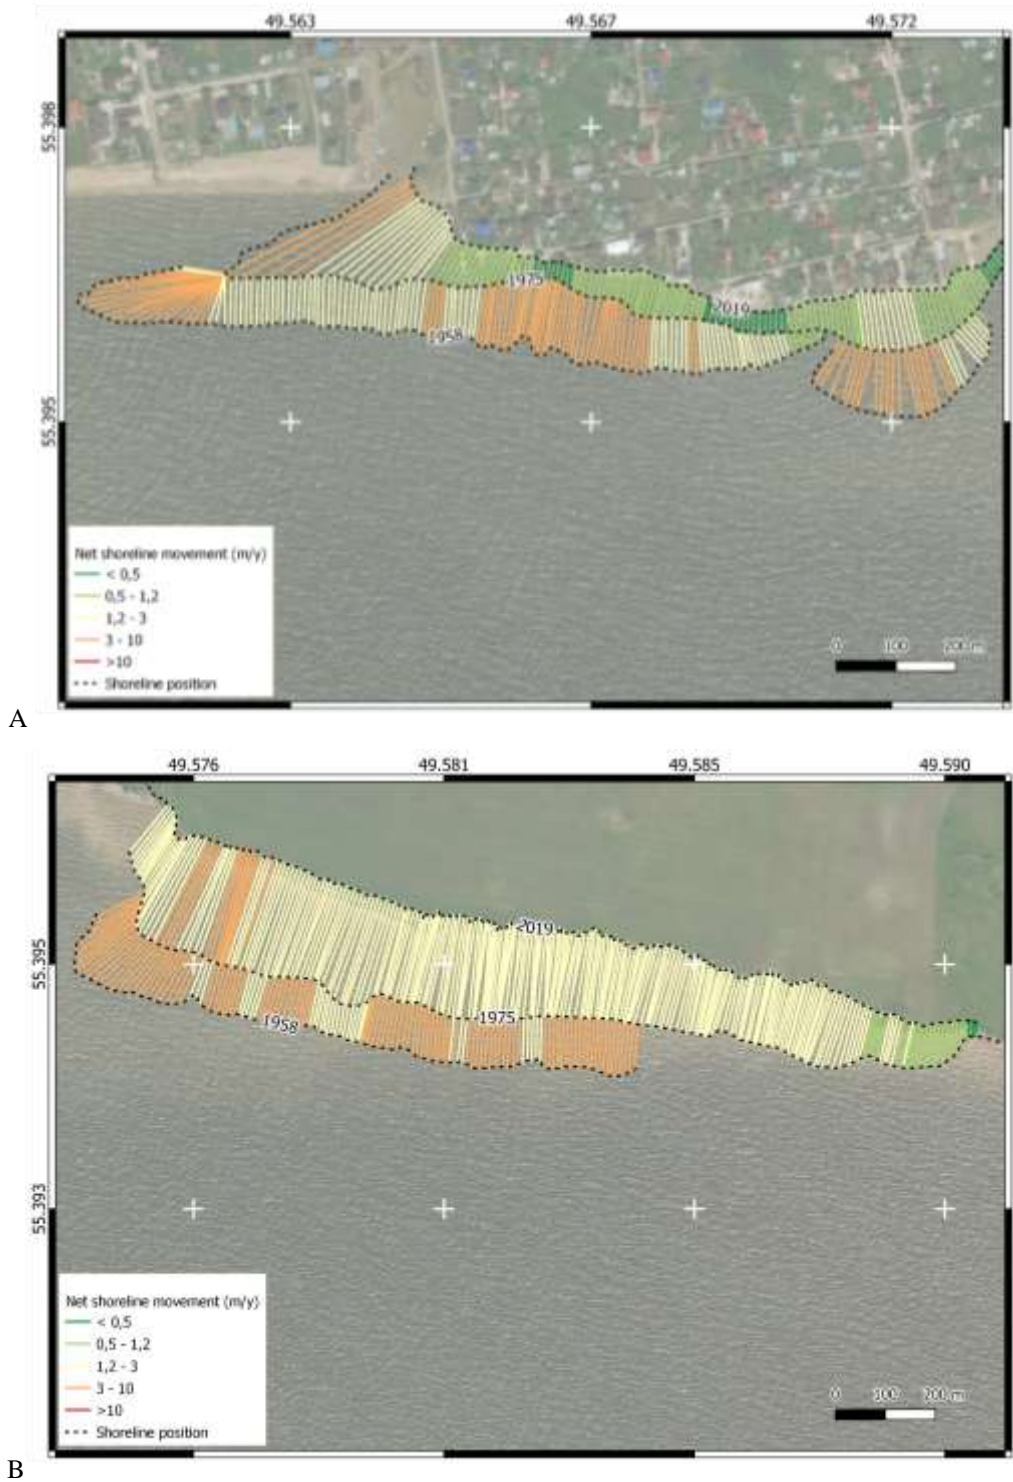 49.563 49.567 49.572
55.398
1975
2019
1958
55.395
Net shoreline movement (m/y)
< 0,5
0,5 - 1,2
1,2 - 3
3 - 10
>10
Shoreline position
0 100 200 m
A
49.576 49.581 49.585 49.590
2019
55.395
1975
1958
55.393
Net shoreline movement (m/y)
< 0,5
0,5 - 1,2
1,2 - 3
3 - 10
>10
Shoreline position
0 100 200 m
B